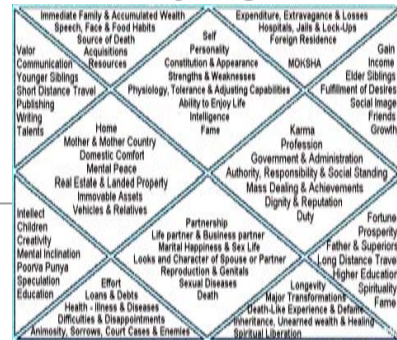 Immediate Family & Accumulated Wealth
Speech, Face & Food Habits
Source of Death
Acquisitions
Resources
Self
Personality
Constitution & Appearance
Strengths & Weaknesses
Physiology, Tolerance & Adjusting Capabilities
Ability to Enjoy Life
Intelligence
Fame
Expenditure, Extravagance & Losses
Hospitals, Jails & Lock-Ups
Foreign Residence
MOKSHA
Valor
Communication
Younger Siblings
Short Distance Travel
Publishing
Writing
Talents
Gain
Income
Elder Siblings
Fulfillment of Desires
Social Image
Friends
Growth
Home
Mother & Mother Country
Domestic Comfort
Mental Peace
Real Estate & Landed Property
Immovable Assets
Vehicles & Relatives
Karma
Profession
Government & Administration
Authority, Responsibility & Social Standing
Mass Dealing & Achievements
Dignity & Reputation
Duty
Intellect
Children
Creativity
Mental Inclination
Poorva Punya
Speculation
Education
Partnership
Life partner & Business partner
Marital Happiness & Sex Life
Looks and Character of Spouse or Partner
Reproduction & Genitals
Sexual Diseases
Death
Fortune
Prosperity
Father & Superiors
Long Distance Travel
Higher Education
Spirituality
Fame
Effort
Loans & Debts
Health - Illness & Diseases
Difficulties & Disappointments
Animosity, Sorrows, Court Cases & Enemies
Longevity
Major Transformations
Death-Like Experience & Defame
Inheritance, Unearned wealth & Healing
Spiritual Liberation